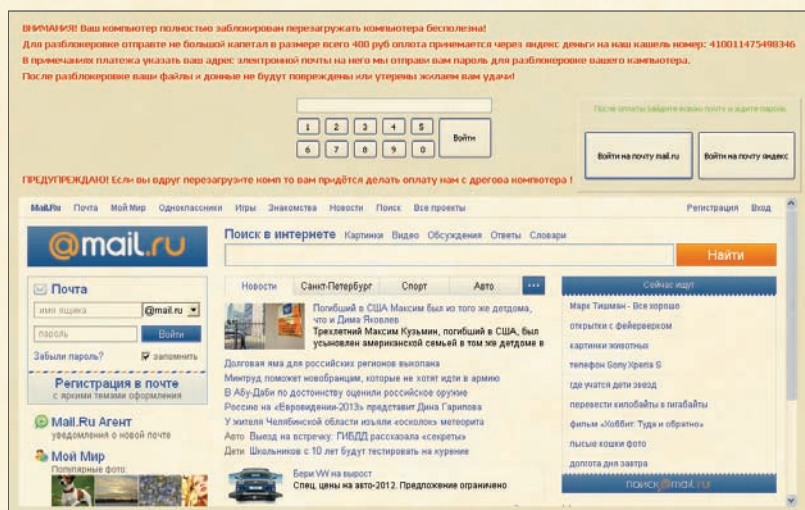 ВНИМАНИЯ! Ваш компьютер полностью заблокирован перезагружать компьютера бесполезна!
Для разблокеровке отправте не большой капетал в размере всего 400 руб оплота принемается через яндекс деньги на наш кашель номер: 410011475498346
В примечаниях платежа указать ваш адрес электронной почты на него мы отправи вам пароль для разблокеровке вашего кампьютера.
После разблокеровке ваши файлы и донные не будут повреждены или утерены жилаем вам удачи!
После оплаты зайдите в свою почту и ждите пароль
1 2 3 4 5
6 7 8 9 0
Войти
Войти на почту mail.ru
Войти на почту яндекс
ПРЕДУПРЕЖДАЮ! Если вы вдруг перезагрузите комп то вам придётся делать оплату нам с дрегова компютера !
Mail.Ru Почта Мой Мир Одноклассники Игры Знакомства Новости Поиск Все проекты Регистрация Вход
@mail.ru
Поиск в интернете Картинки Видео Обсуждения Ответы Словари
Найти
Почта
имя ящика @mail.ru
пароль Войти
Забыли пароль? запомнить
Регистрация в почте
с яркими темами оформления
Mail.Ru Агент
уведомления о новой почте
Мой Мир
Популярные фото:
Новости Санкт-Петербург Спорт Авто ...
Погибший в США Максим был из того же детдома,
что и Дима Яковлев
Трехлетний Максим Кузьмин, погибший в США, был
усыновлен американской семьей в том же детдоме в
Долговая яма для российских регионов выкопана
Минтруд поможет новобранцам, которые не хотят идти в армию
В Абу-Даби по достоинству оценили российское оружие
Россию на «Евровидении-2013» представит Дина Гарипова
У жителя Челябинской области изъяли «осколок» метеорита
Авто Выезд на встречку: ГИБДД рассказала «секреты»
Дети Школьников с 10 лет будут тестировать на курение
Бери VW на вырост
Спец. цены на авто-2012. Предложение ограничено
Сейчас ищут
Марк Тишман - Все хорошо
открытки с фейерверком
картинки животных
телефон Sony Xperia S
где учатся дети звезд
перевести килобайты в гигабайты
фильм «Хоббит: Туда и обратно»
лысые кошки фото
долгота дня завтра
поиск@mail.ru